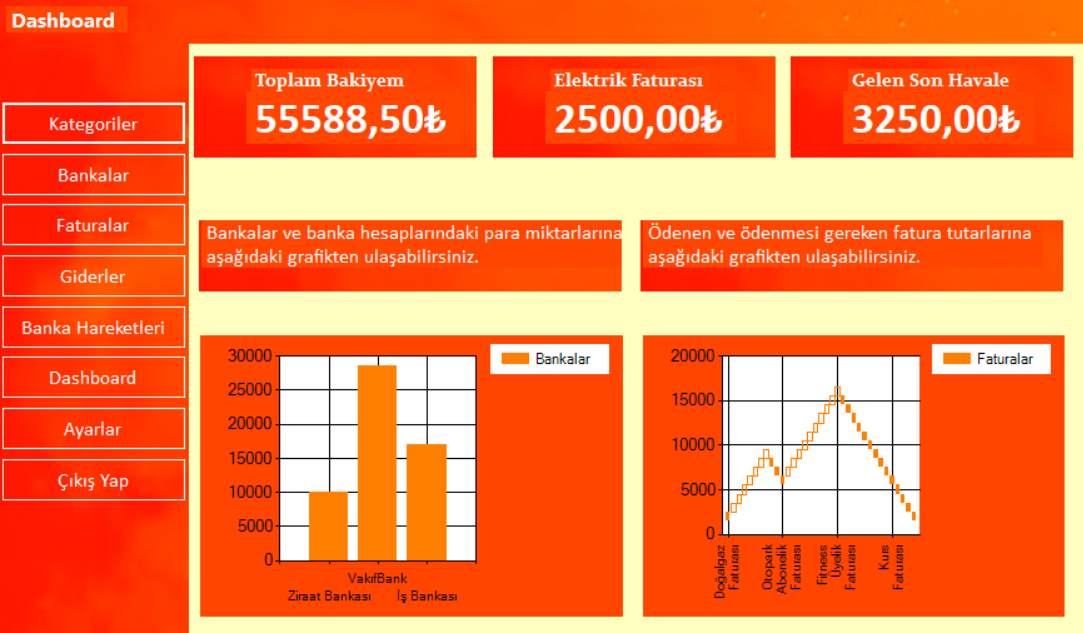 Dashboard
Kategoriler
Bankalar
Faturalar
Giderler
Banka Hareketleri
Dashboard
Ayarlar
Çıkış Yap
Toplam Bakiyem
55588,50₺
Elektrik Faturası
2500,00₺
Gelen Son Havale
3250,00₺
Bankalar ve banka hesaplarındaki para miktarlarına
aşağıdaki grafikten ulaşabilirsiniz.
Ödenen ve ödenmesi gereken fatura tutarlarına
aşağıdaki grafikten ulaşabilirsiniz.
30000
25000
20000
15000
10000
5000
0
Bankalar
VakıfBank
Ziraat Bankası
İş Bankası
20000
15000
10000
5000
0
Faturalar
Doğalgaz
Faturası
Otopark
Abonelik
Faturası
Fitness
Üyelik
Faturası
Kurs
Faturası